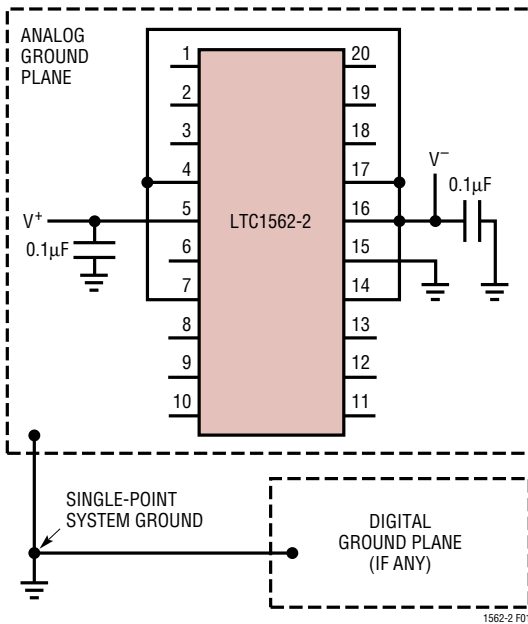 ANALOG
GROUND
PLANE
1
20
2
19
3
18
V⁻
4
17
0.1µF
V⁺
5
LTC1562-2
16
0.1µF
6
15
7
14
8
13
9
12
10
11
SINGLE-POINT
SYSTEM GROUND
DIGITAL
GROUND PLANE
(IF ANY)
1562-2 F01